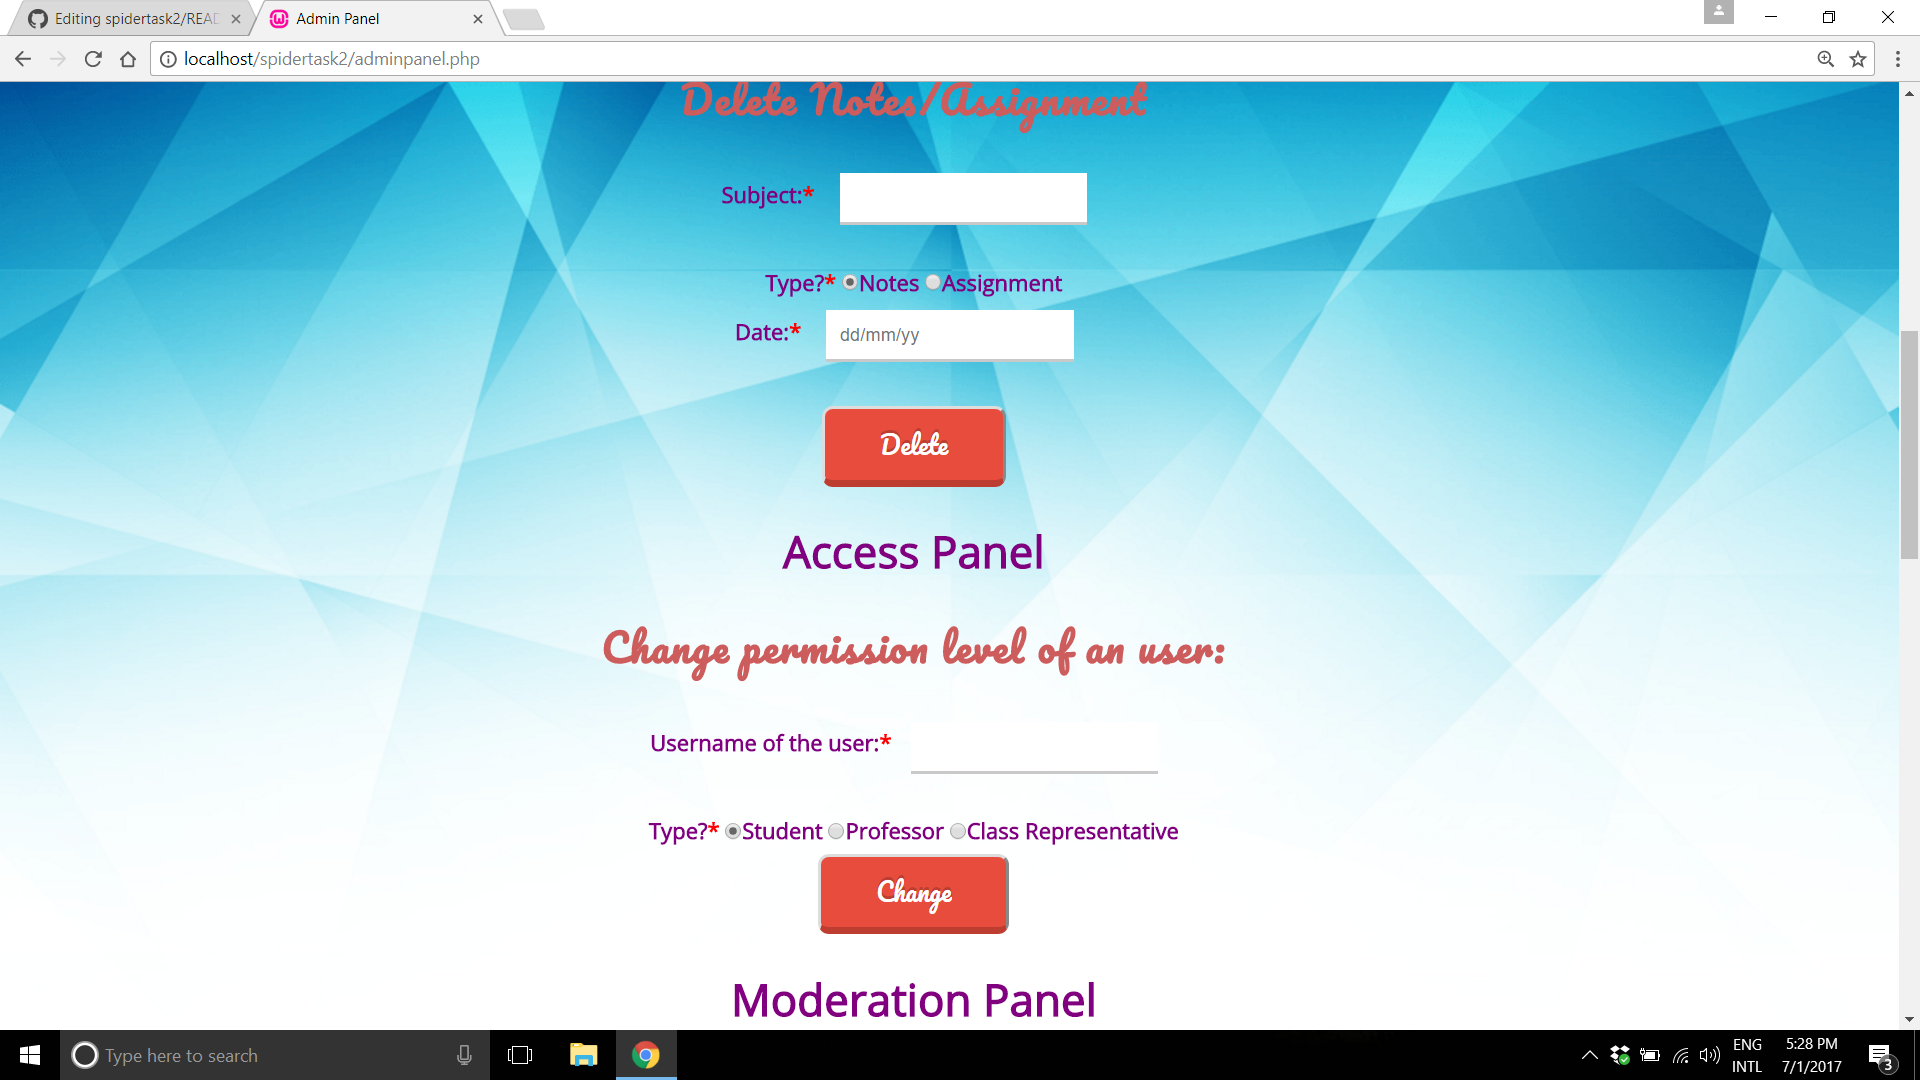 Editing spidertask2/REA
Admin Panel
localhost/spidertask2/adminpanel.php
Delete Notes/Assignment
Subject:*
Type?* Notes Assignment
Date:* dd/mm/yy
Delete
Access Panel
Change permission level of an user:
Username of the user:*
Type?* Student Professor Class Representative
Change
Moderation Panel
Type here to search
ENG
INTL
5:28 PM
7/1/2017
3